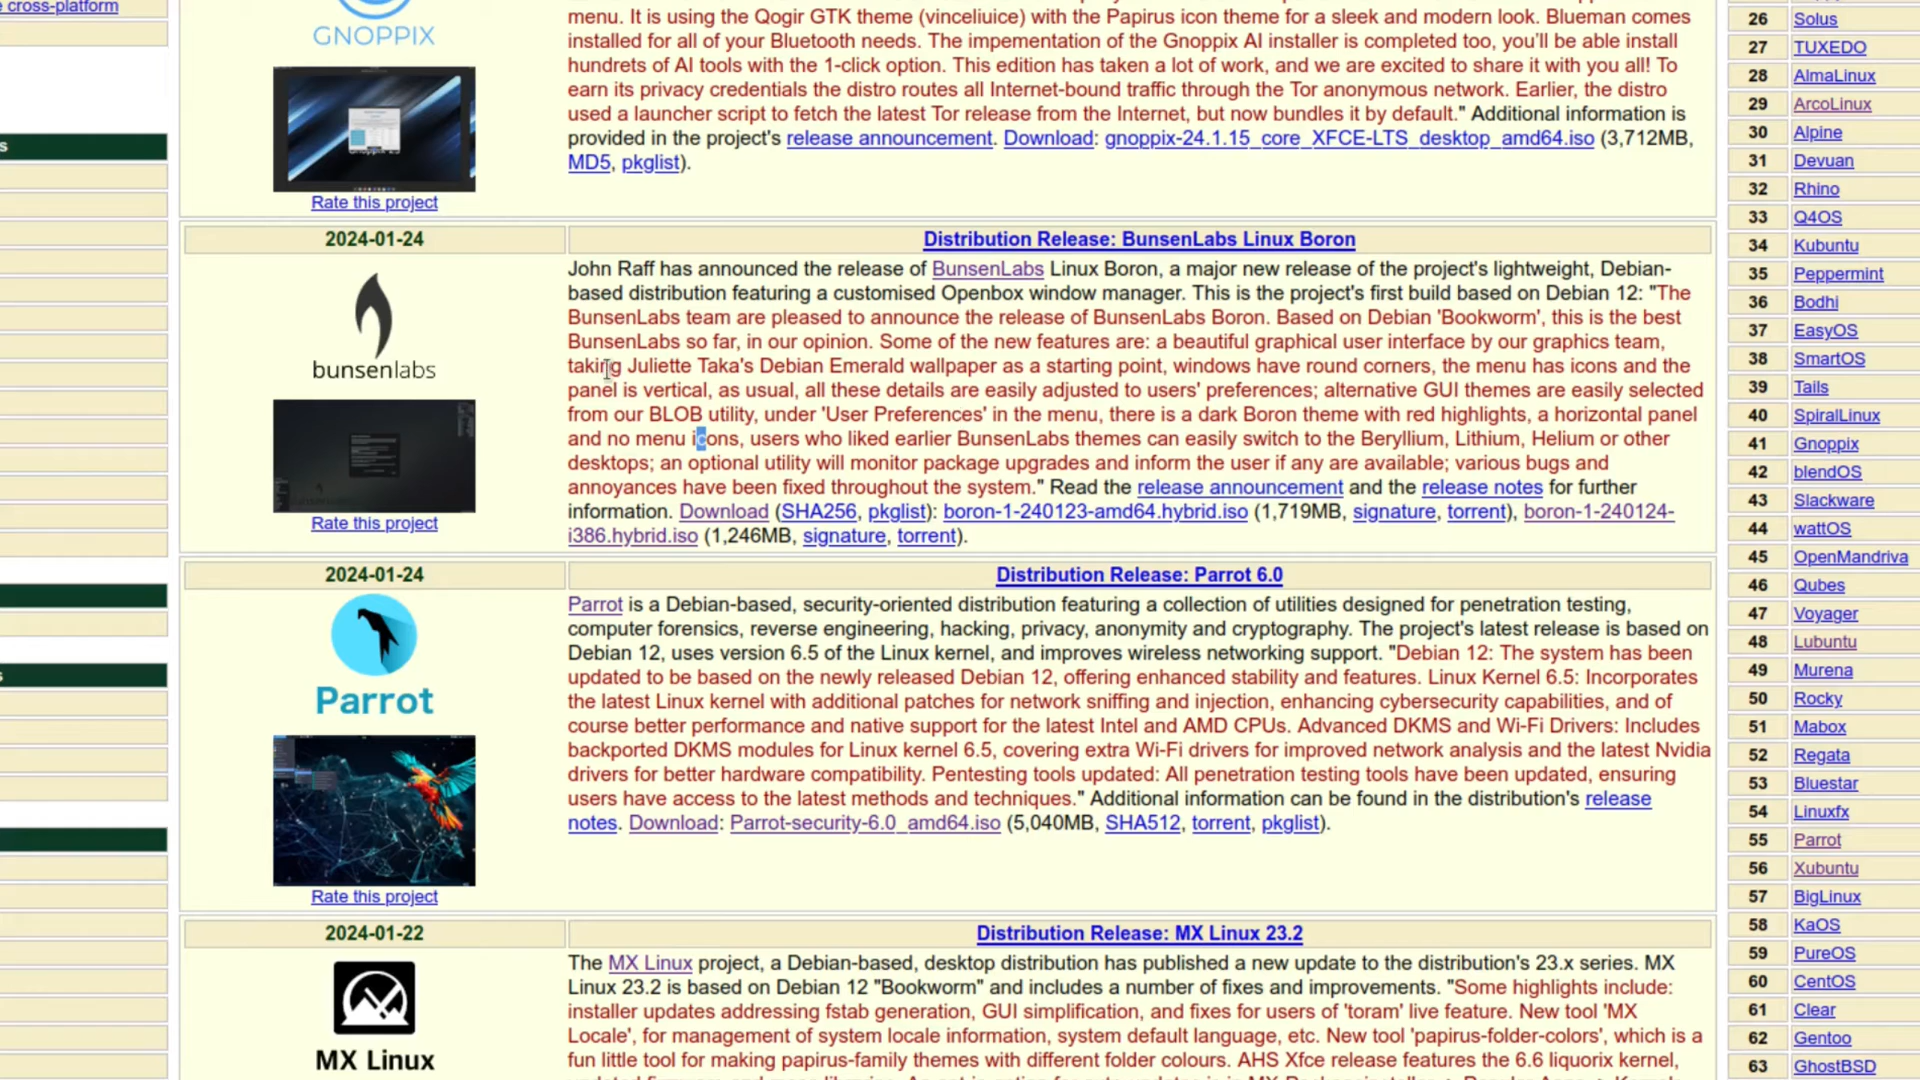 e cross-platform
s
s
GNOPPIX
Rate this project
menu. It is using the Qogir GTK theme (vinceliuice) with the Papirus icon theme for a sleek and modern look. Blueman comes
installed for all of your Bluetooth needs. The impementation of the Gnoppix AI installer is completed too, you'll be able install
hundreds of AI tools with the 1-click option. This edition has taken a lot of work, and we are excited to share it with you all! To
earn its privacy credentials the distro routes all Internet-bound traffic through the Tor anonymous network. Earlier, the distro
used a launcher script to fetch the latest Tor release from the Internet, but now bundles it by default." Additional information is
provided in the project's release announcement. Download: gnoppix-24.1.15_core_XFCE-LTS_desktop_amd64.iso (3,712MB,
MD5, pkglist).
2024-01-24
Distribution Release: BunsenLabs Linux Boron
bunsenlabs
Rate this project
John Raff has announced the release of BunsenLabs Linux Boron, a major new release of the project's lightweight, Debian-
based distribution featuring a customised Openbox window manager. This is the project's first build based on Debian 12: "The
BunsenLabs team are pleased to announce the release of BunsenLabs Boron. Based on Debian 'Bookworm', this is the best
BunsenLabs so far, in our opinion. Some of the new features are: a beautiful graphical user interface by our graphics team,
taking Juliette Taka's Debian Emerald wallpaper as a starting point, windows have round corners, the menu has icons and the
panel is vertical, as usual, all these details are easily adjusted to users' preferences; alternative GUI themes are easily selected
from our BLOB utility, under 'User Preferences' in the menu, there is a dark Boron theme with red highlights, a horizontal panel
and no menu icons, users who liked earlier BunsenLabs themes can easily switch to the Beryllium, Lithium, Helium or other
desktops; an optional utility will monitor package upgrades and inform the user if any are available; various bugs and
annoyances have been fixed throughout the system." Read the release announcement and the release notes for further
information. Download (SHA256, pkglist): boron-1-240123-amd64.hybrid.iso (1,719MB, signature, torrent), boron-1-240124-
i386.hybrid.iso (1,246MB, signature, torrent).
2024-01-24
Distribution Release: Parrot 6.0
Parrot
Rate this project
Parrot is a Debian-based, security-oriented distribution featuring a collection of utilities designed for penetration testing,
computer forensics, reverse engineering, hacking, privacy, anonymity and cryptography. The project's latest release is based on
Debian 12, uses version 6.5 of the Linux kernel, and improves wireless networking support. "Debian 12: The system has been
updated to be based on the newly released Debian 12, offering enhanced stability and features. Linux Kernel 6.5: Incorporates
the latest Linux kernel with additional patches for network sniffing and injection, enhancing cybersecurity capabilities, and of
course better performance and native support for the latest Intel and AMD CPUs. Advanced DKMS and Wi-Fi Drivers: Includes
backported DKMS modules for Linux kernel 6.5, covering extra Wi-Fi drivers for improved network analysis and the latest Nvidia
drivers for better hardware compatibility. Pentesting tools updated: All penetration testing tools have been updated, ensuring
users have access to the latest methods and techniques." Additional information can be found in the distribution's release
notes. Download: Parrot-security-6.0_amd64.iso (5,040MB, SHA512, torrent, pkglist).
2024-01-22
Distribution Release: MX Linux 23.2
MX Linux
The MX Linux project, a Debian-based, desktop distribution has published a new update to the distribution's 23.x series. MX
Linux 23.2 is based on Debian 12 "Bookworm" and includes a number of fixes and improvements. "Some highlights include:
installer updates addressing fstab generation, GUI simplification, and fixes for users of 'toram' live feature. New tool 'MX
Locale', for management of system locale information, system default language, etc. New tool 'papirus-folder-colors', which is a
fun little tool for making papirus-family themes with different folder colours. AHS Xfce release features the 6.6 liquorix kernel,
26 Solus
27 TUXEDO
28 AlmaLinux
29 ArcoLinux
30 Alpine
31 Devuan
32 Rhino
33 Q4OS
34 Kubuntu
35 Peppermint
36 Bodhi
37 EasyOS
38 SmartOS
39 Tails
40 SpiralLinux
41 Gnoppix
42 blendOS
43 Slackware
44 wattOS
45 OpenMandriva
46 Qubes
47 Voyager
48 Lubuntu
49 Murena
50 Rocky
51 Mabox
52 Regata
53 Bluestar
54 Linuxfx
55 Parrot
56 Xubuntu
57 BigLinux
58 KaOS
59 PureOS
60 CentOS
61 Clear
62 Gentoo
63 GhostBSD